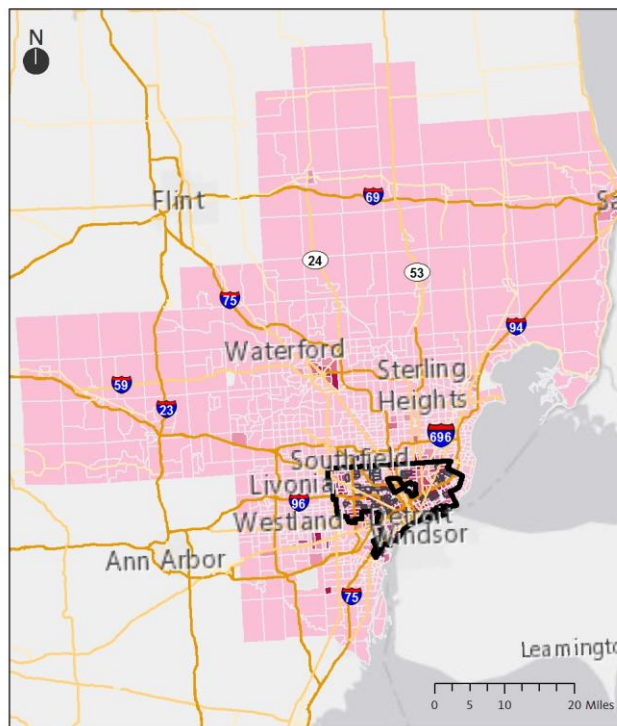 N
Flint
69
Sa
24
53
75
94
Waterford
59
Sterling
Heights
23
696
Southfield
Livonia
96
Westland
Detroit
Windsor
Ann Arbor
75
Leamington
0 5 10 20 Miles